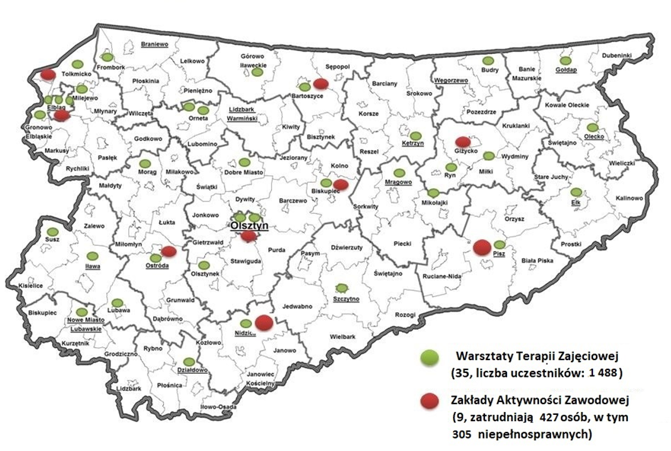 Braniewo
Frombork
Lelkowo
Górowo
Iławeckie
Sępopol
Dubeninki
Tolkmicko
Płoskinia
Pieniężno
Bartoszyce
Barciany
Srokowo
Węgorzewo
Budry
Banie
Mazurskie
Gołdap
Milejewo
Elbląg
Młynary
Wilczęta
Orneta
Lidzbark
Warmiński
Kiwity
Bisztynek
Korsze
Pozezdrze
Kowale Oleckie
Gronowo
Elbląskie
Godkowo
Lubomino
Kętrzyn
Kruklanki
Olecko
Markusy
Pasłęk
Reszel
Giżycko
Świętajno
Rychliki
Morąg
Miłakowo
Dobre Miasto
Jeziorany
Kolno
Wydminy
Wieliczki
Małdyty
Świątki
Biskupiec
Mrągowo
Ryn
Miłki
Stare Juchy
Dywity
Barczewo
Sorkwity
Mikołajki
Ełk
Kalinowo
Zalewo
Łukta
Jonkowo
Olsztyn
Orzysz
Susz
Miłomłyn
Gietrzwałd
Purda
Dźwierzuty
Piecki
Prostki
Iława
Ostróda
Stawiguda
Pasym
Świętajno
Pisz
Biała Piska
Kisielice
Olsztynek
Szczytno
Ruciane-Nida
Biskupiec
Lubawa
Grunwald
Jedwabno
Rozogi
Nowe Miasto
Lubawskie
Dąbrówno
Nidzic..
Wielbark
Kurzętnik
Rybno
Kozłowo
Janowo
Grodziczno
Działdowo
Janowiec
Kościelny
Lidzbark
Płośnica
Iłowo-Osada
Warsztaty Terapii Zajęciowej
(35, liczba uczestników: 1 488)
Zakłady Aktywności Zawodowej
(9, zatrudniają 427 osób, w tym
305 niepełnosprawnych)